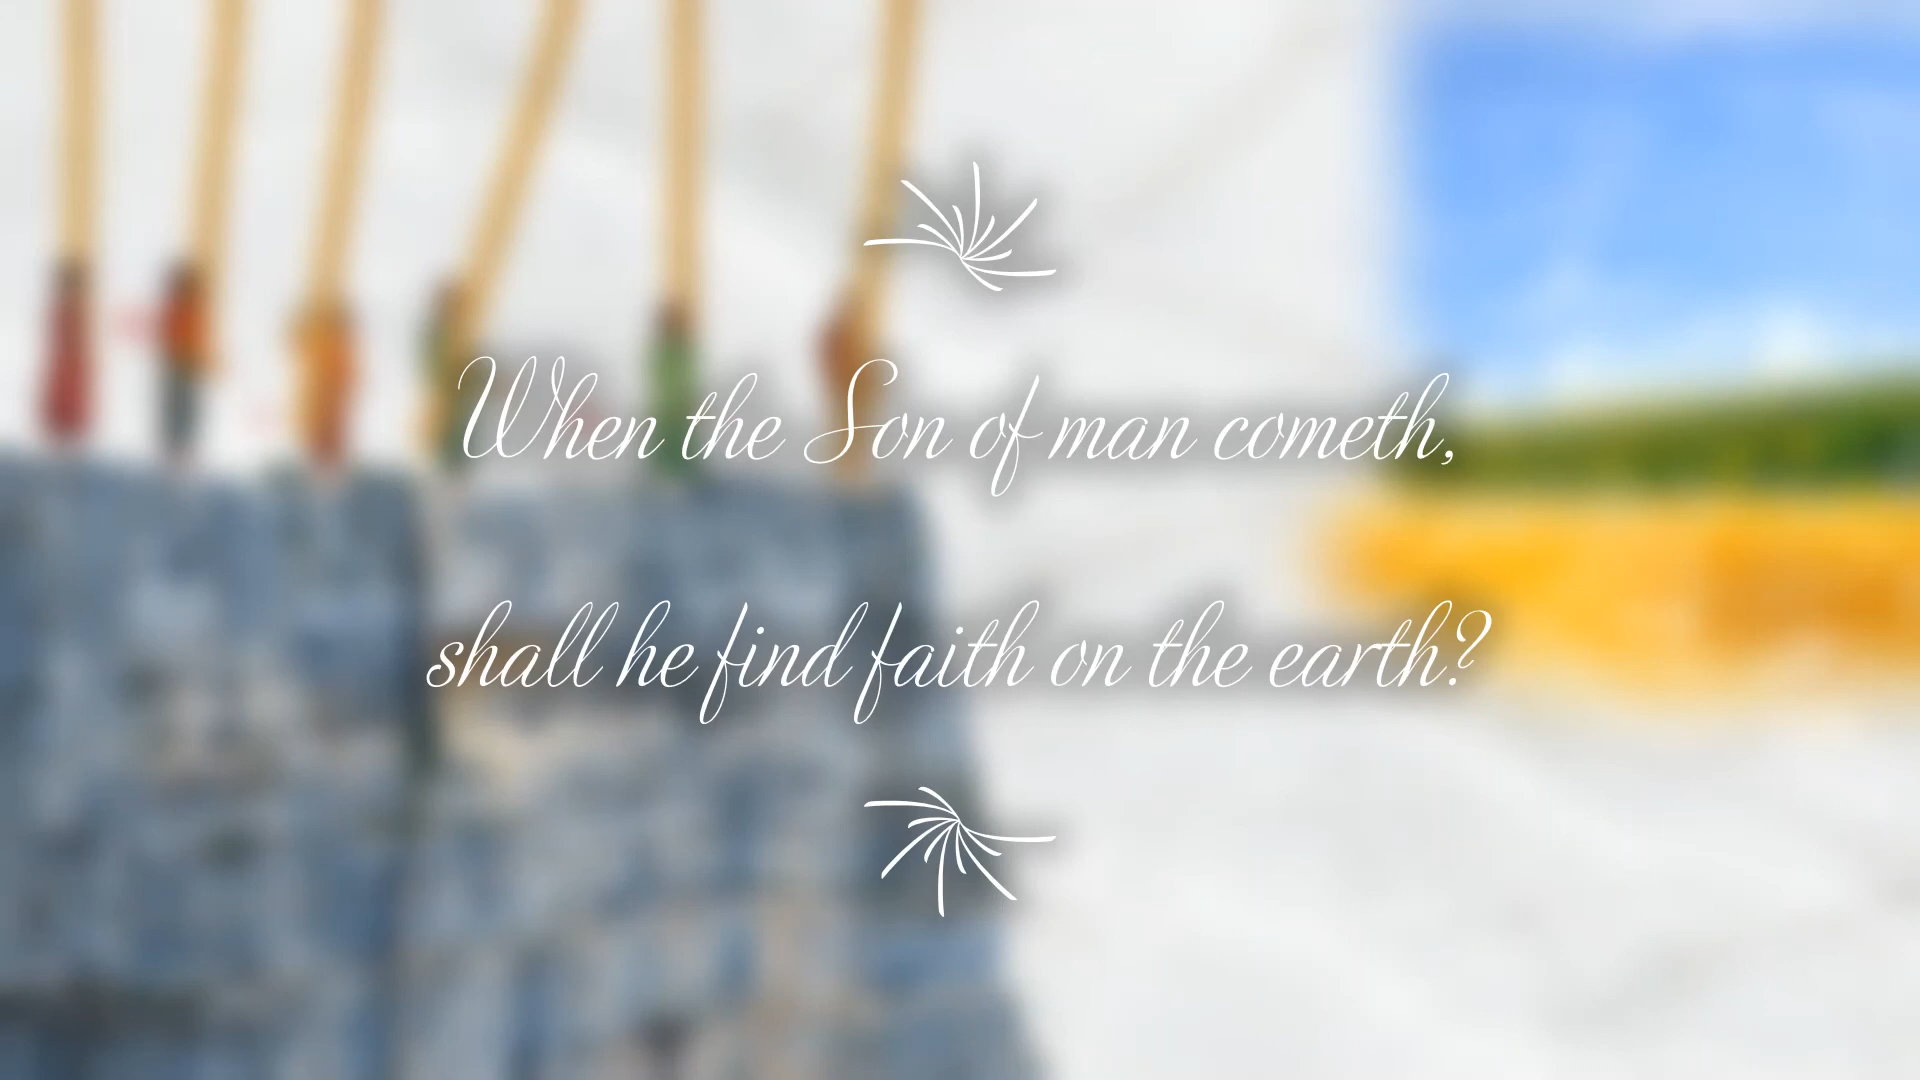 When the Son of man cometh,
shall he find faith on the earth?